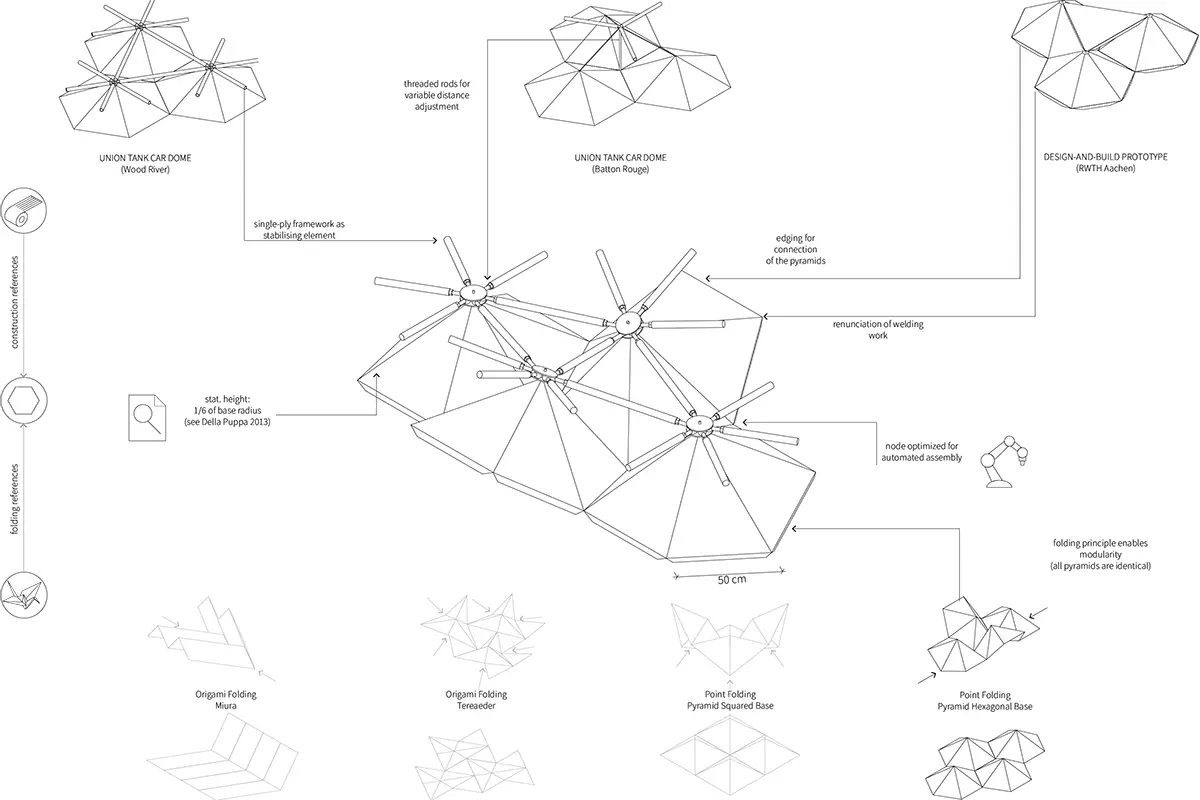 threaded rods for
variable distance
adjustment
UNION TANK CAR DOME
(Wood River)
UNION TANK CAR DOME
(Batton Rouge)
DESIGN-AND-BUILD PROTOTYPE
(RWTH Aachen)
single-ply framework as
stabilising element
edging for
connection
of the pyramids
renunciation of welding
work
construction references
stat. height:
1/6 of base radius
(see Della Puppa 2013)
node optimized for
automated assembly
folding references
folding principle enables
modularity
(all pyramids are identical)
50 cm
Origami Folding
Miura
Origami Folding
Tereaeder
Point Folding
Pyramid Squared Base
Point Folding
Pyramid Hexagonal Base